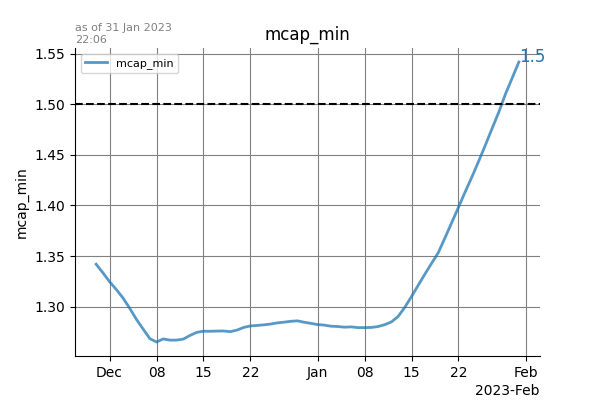 as of 31 Jan 2023
22:06
mcap_min
1.55
1.5
mcap_min
1.50
1.45
1.40
mcap_min
1.35
1.30
Dec 08 15 22 Jan 08 15 22 Feb
2023-Feb